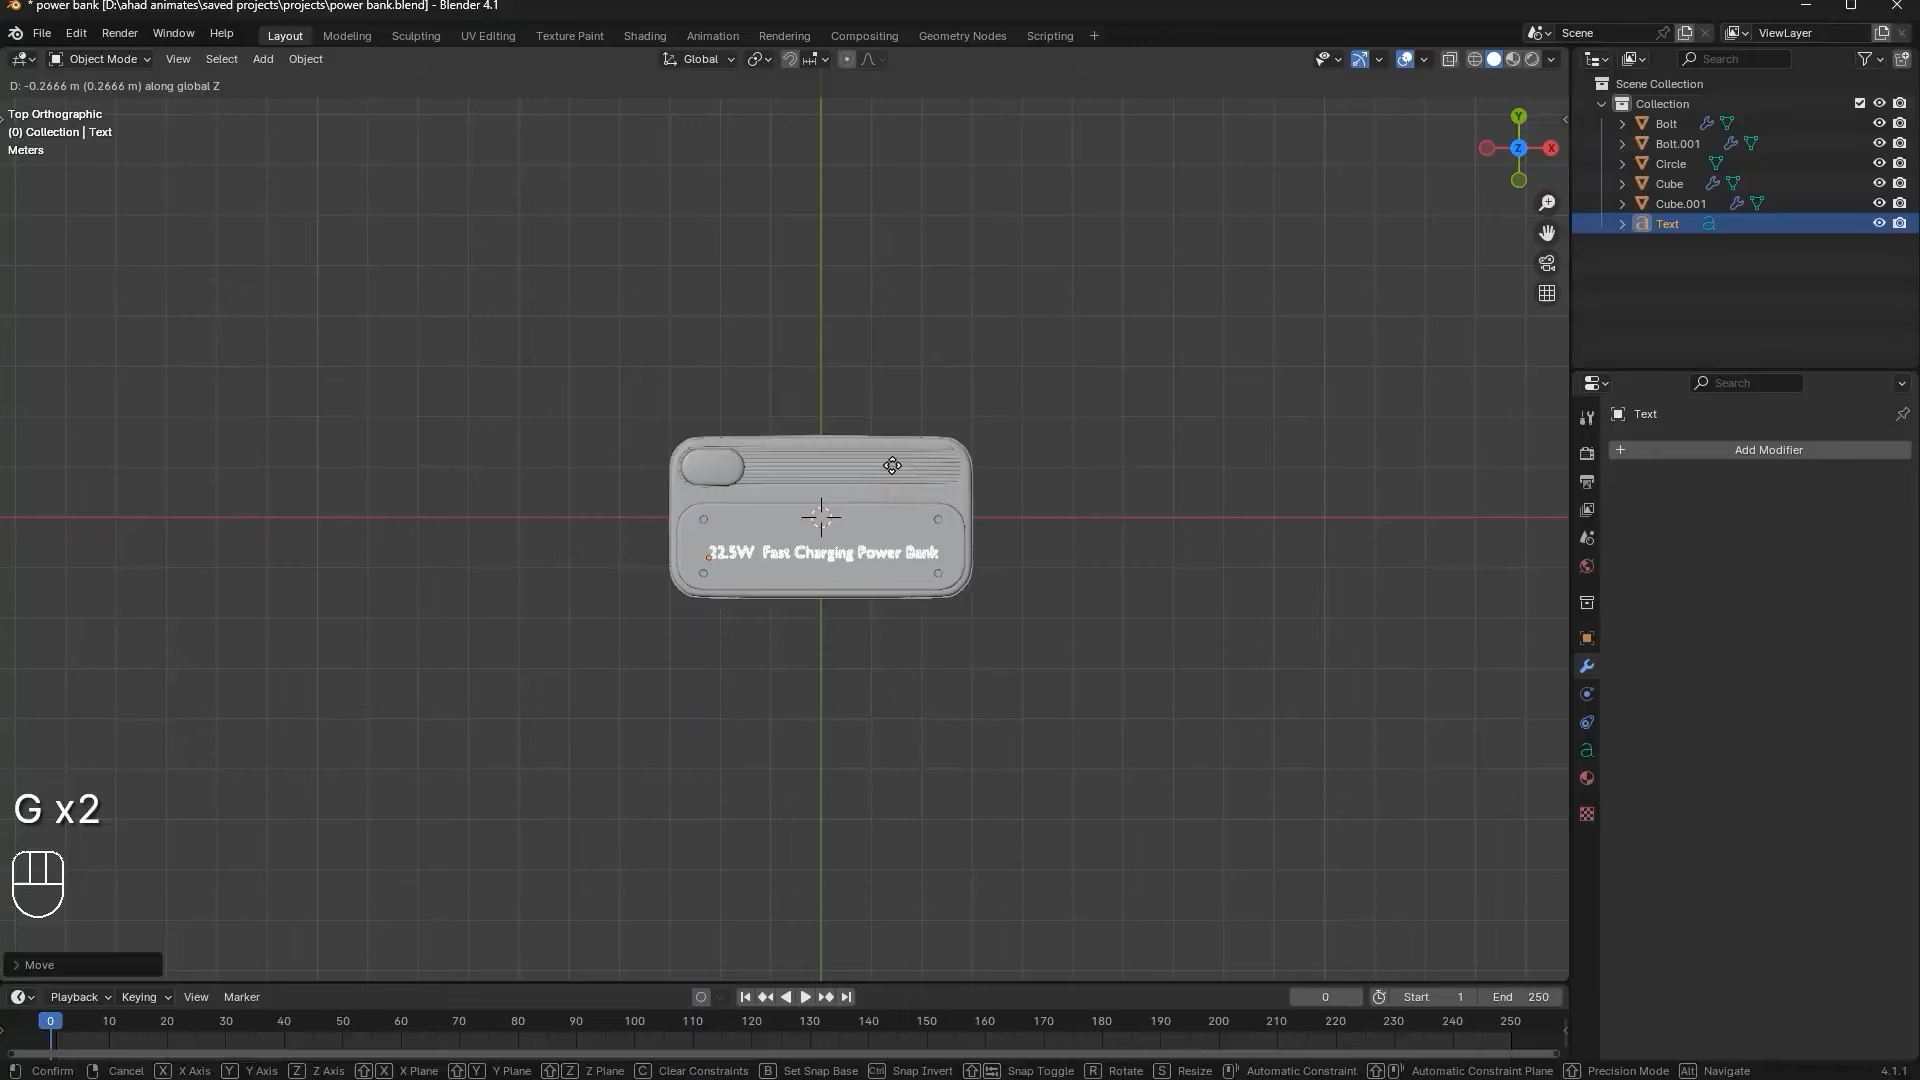 * power bank [D:\ahad animates\saved projects\projects\power bank.blend] - Blender 4.1
File Edit Render Window Help Layout Modeling Sculpting UV Editing Texture Paint Shading Animation Rendering Compositing Geometry Nodes Scripting + Scene ViewLayer
Object Mode View Select Add Object Global Search
D: -0.2666 m (0.2666 m) along global Z
Top Orthographic
(0) Collection | Text
Meters
Scene Collection
Collection
Bolt
Bolt.001
Circle
Cube
Cube.001
Text
Y
Z X
Search
Text
+ Add Modifier
22.5W Fast Charging Power Bank
G x2
Move
Playback Keying View Marker 0 Start 1 End 250
0 10 20 30 40 50 60 70 80 90 100 110 120 130 140 150 160 170 180 190 200 210 220 230 240 250
Confirm Cancel X X Axis Y Y Axis Z Z Axis X X Plane Y Y Plane Z Z Plane C Clear Constraints B Set Snap Base Ctrl Snap Invert Snap Toggle R Rotate S Resize Automatic Constraint Automatic Constraint Plane Precision Mode Alt Navigate 4.1.1